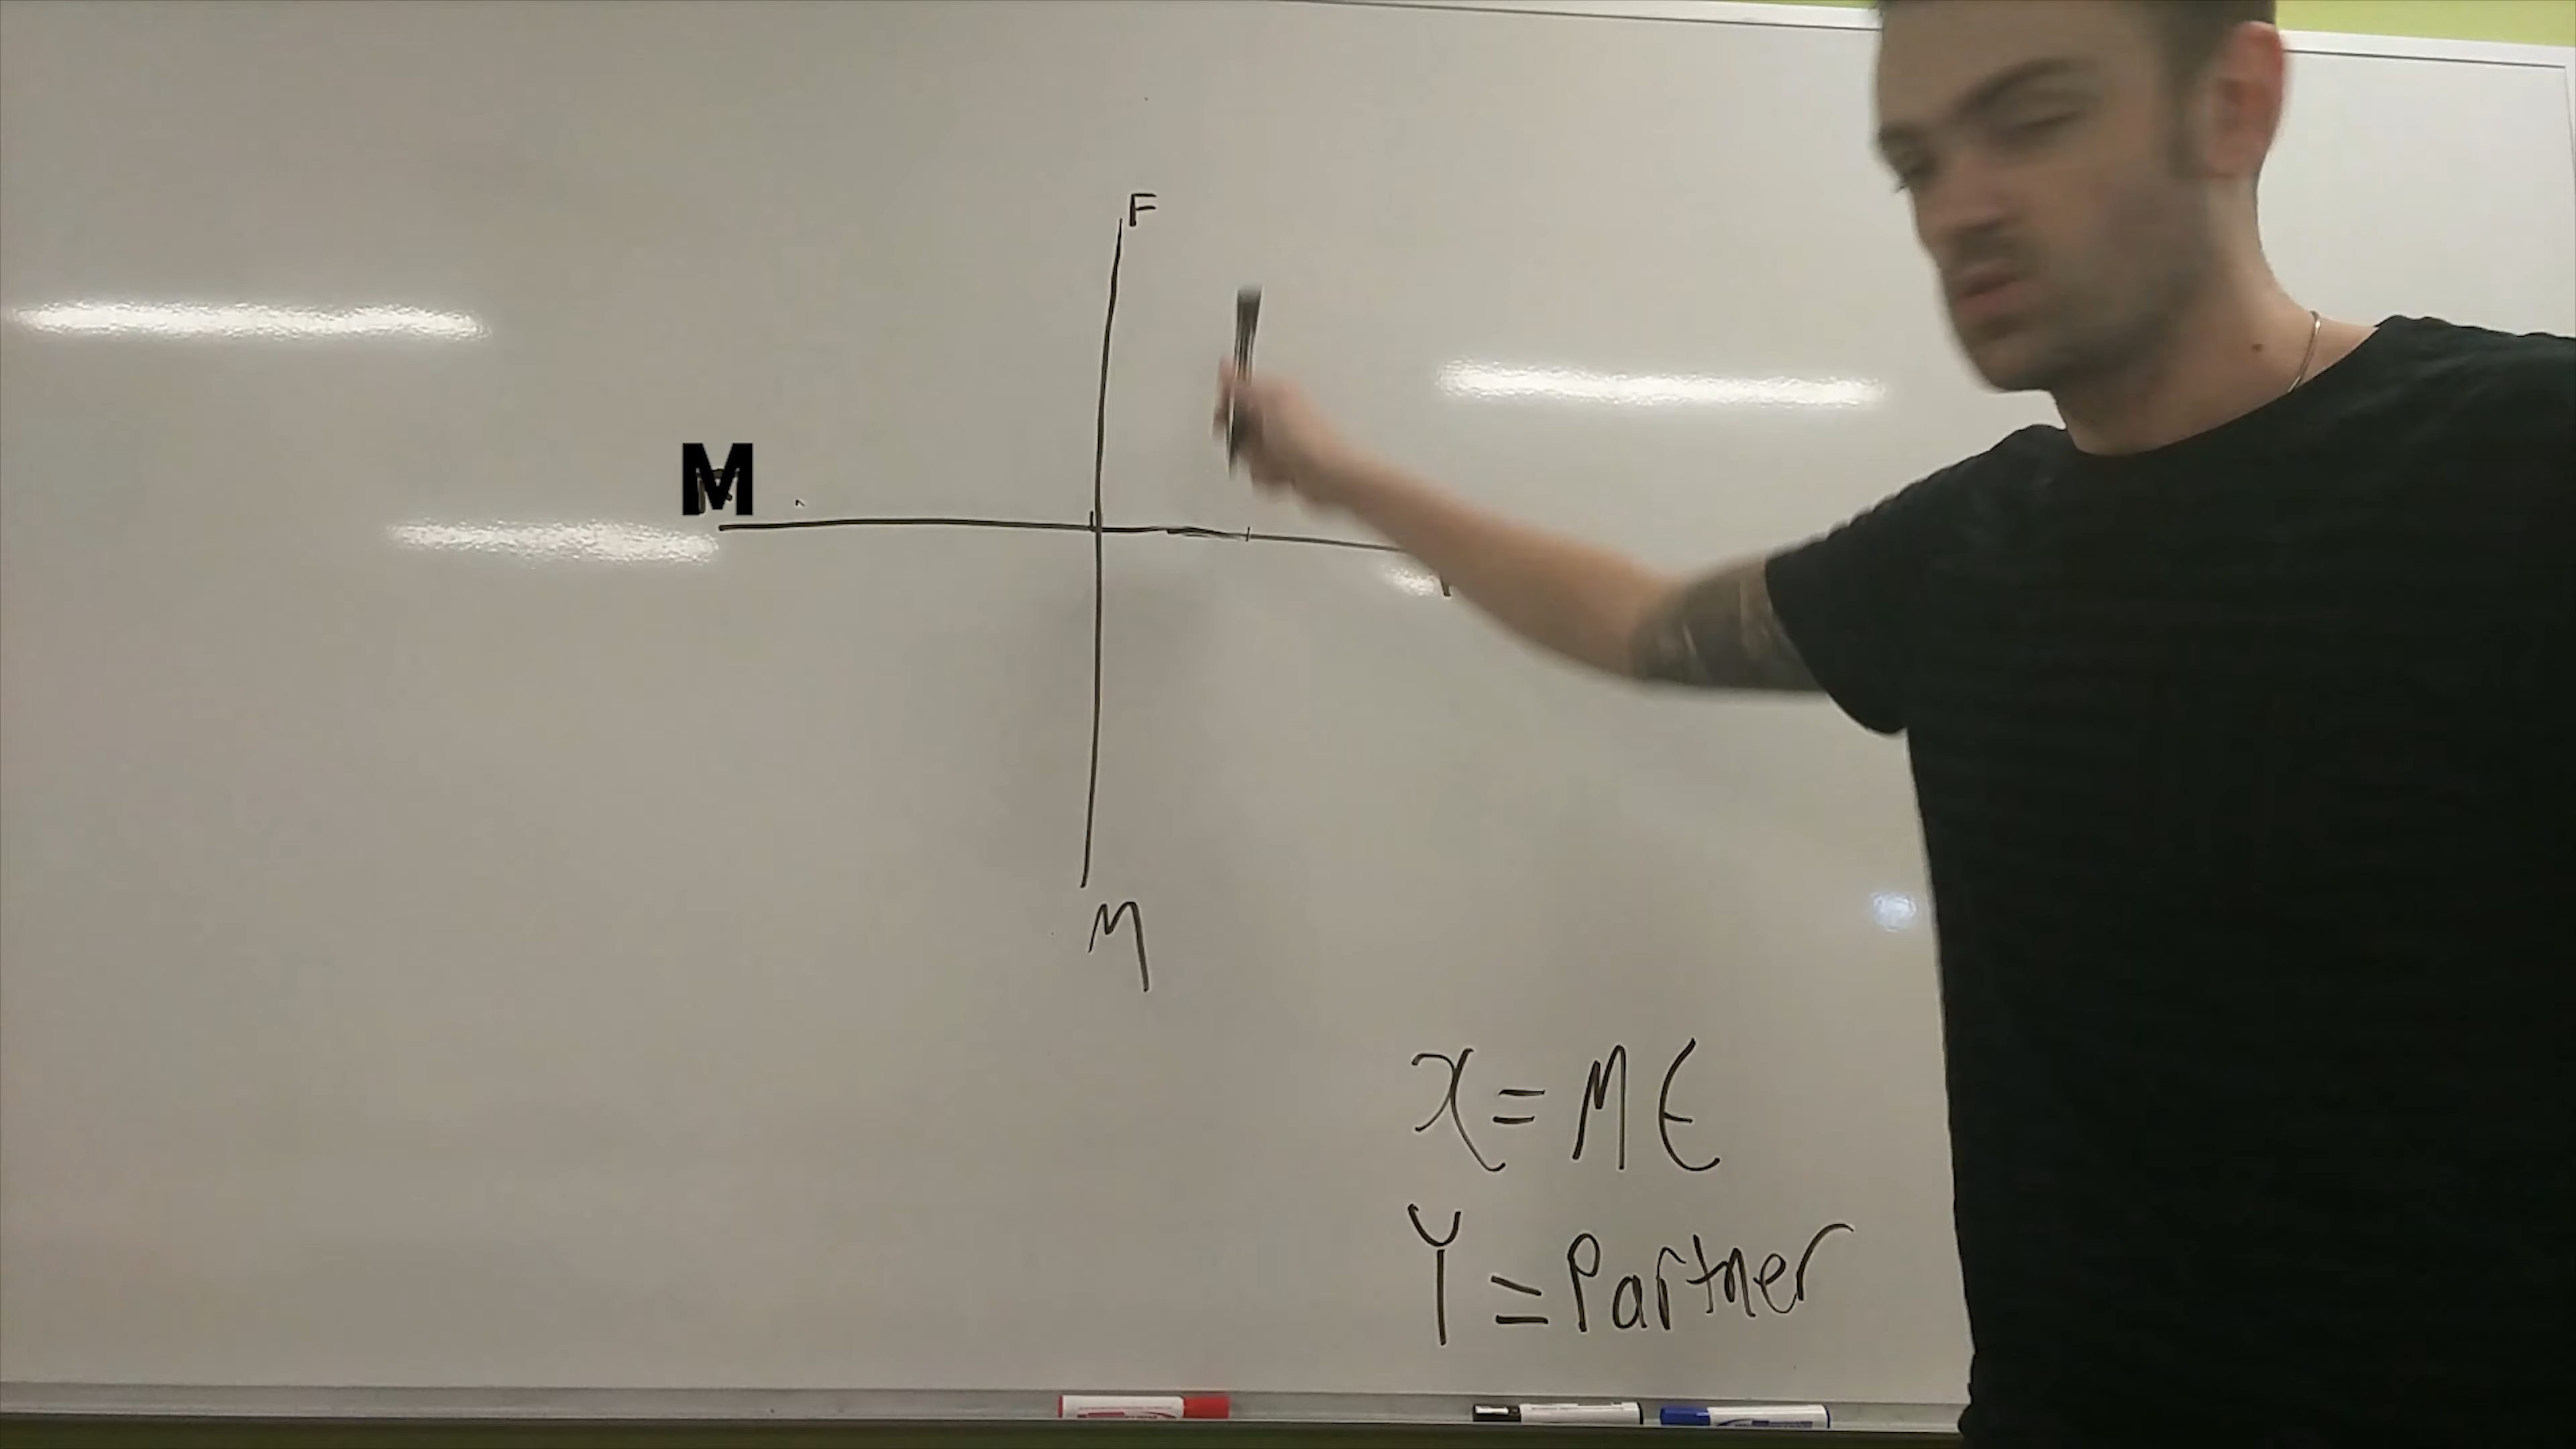 F
M
M
x = ME
Y = Partner